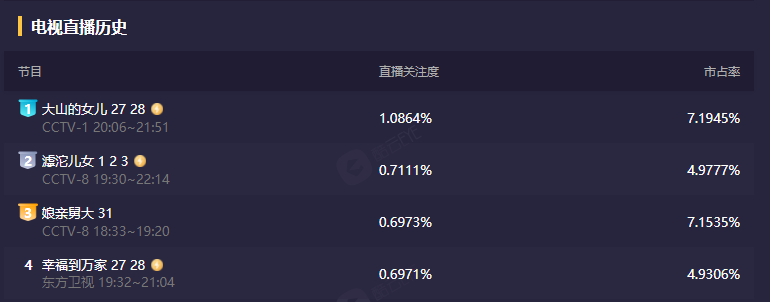 电视直播历史
节目 直播关注度 市占率
1 大山的女儿 27 28
CCTV-1 20:06~21:51
1.0864% 7.1945%
2 滹沱儿女 1 2 3
CCTV-8 19:30~22:14
0.7111% 4.9777%
3 娘亲舅大 31
CCTV-8 18:33~19:20
0.6973% 7.1535%
4 幸福到万家 27 28
东方卫视 19:32~21:04
0.6971% 4.9306%